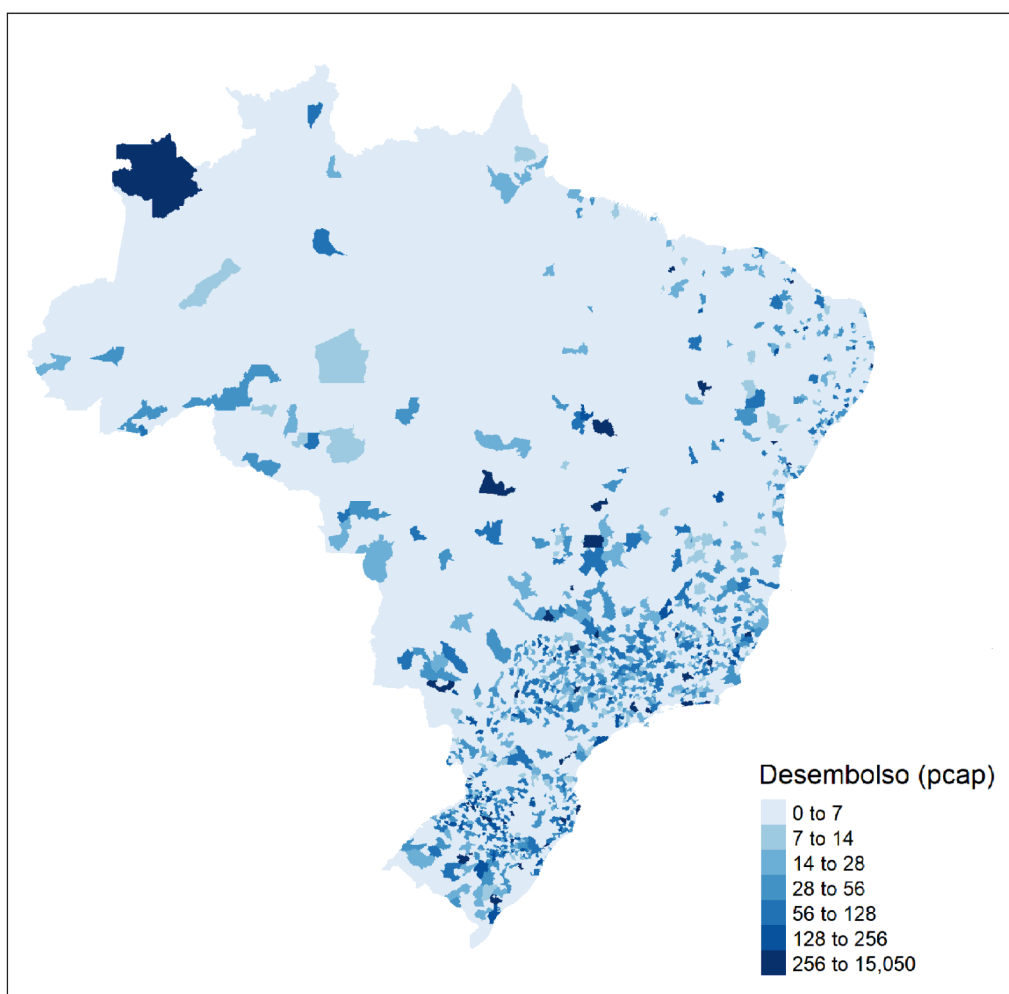 Desembolso (pcap)
0 to 7
7 to 14
14 to 28
28 to 56
56 to 128
128 to 256
256 to 15,050